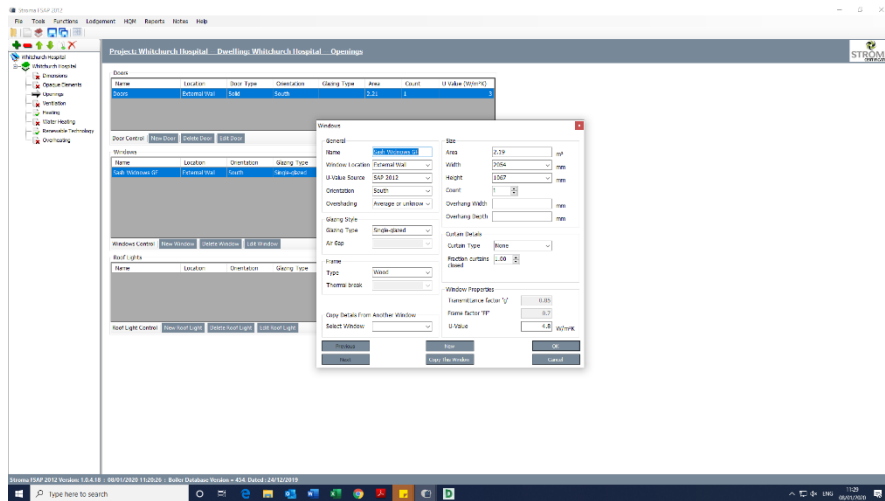 Stroma FSAP 2012
File Tools Functions Lodgement HQM Reports Notes Help
Whitchurch Hospital
Whitchurch Hospital
Dimensions
Opaque Elements
Openings
Ventilation
Heating
Water Heating
Renewable Technology
Overheating
Project: Whitchurch Hospital Dwelling: Whitchurch Hospital Openings
STROMA
CERTIFICATION
Doors
Name Location Door Type Orientation Glazing Type Area Count U Value (W/m²K)
Doors External Wall Solid South 2.21 1 3
Door Control New Door Delete Door Edit Door
Windows
Name Location Orientation Glazing Type
Sash Widnows GF External Wall South Single-glazed
Windows Control New Window Delete Window Edit Window
Roof Lights
Name Location Orientation Glazing Type
Roof Light Control New Roof Light Delete Roof Light Edit Roof Light
Windows
General
Name Sash Widnows GF
Window Location External Wall
U-Value Source SAP 2012
Orientation South
Overshading Average or unknow
Glazing Style
Glazing Type Single-glazed
Air Gap
Frame
Type Wood
Thermal break
Copy Details From Another Window
Select Window
Size
Area 2.19 m²
Width 2054 mm
Height 1067 mm
Count 1
Overhang Width mm
Overhang Depth mm
Curtain Details
Curtain Type None
Fraction curtains closed 1.00
Window Properties
Transmittance factor 'g' 0.85
Frame factor 'FF' 0.7
U-Value 4.8 W/m²K
Previous New OK
Next Copy This Window Cancel
Stroma FSAP 2012 Version: 1.0.4.18 : 08/01/2020 11:20:26 : Boiler Database Version = 454. Dated : 24/12/2019
Type here to search
ENG 11:29
08/01/2020